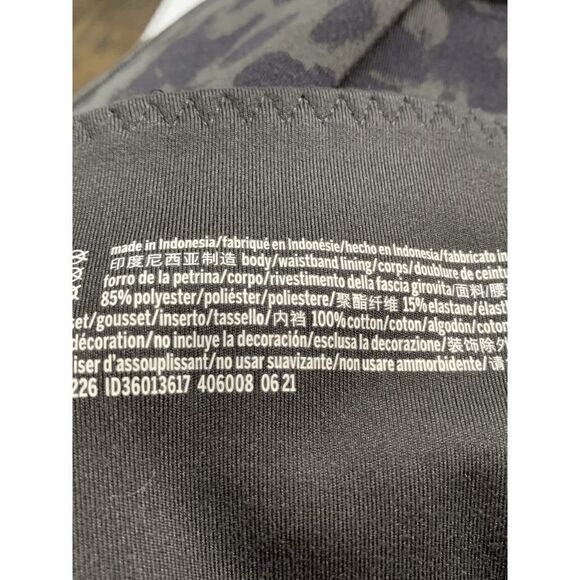 made in Indonesia/fabriqué en Indonésie/hecho en Indonesia/fabbricato in
印度尼西亚制造 body/waistband lining/corps/doublure de ceintu
forro de la petrina/corpo/rivestimento della fascia girovita/面料/腰
85% polyester/poliéster/poliestere/聚酯纤维 15% elastane/élast
set/gousset/inserto/tassello/内裆 100% cotton/coton/algodón/coton
décoration/no incluye la decoración/esclusa la decorazione/装饰除外
iser d'assouplissant/no usar suavizante/non usare ammorbidente/请
226 ID36013617 406008 06 21